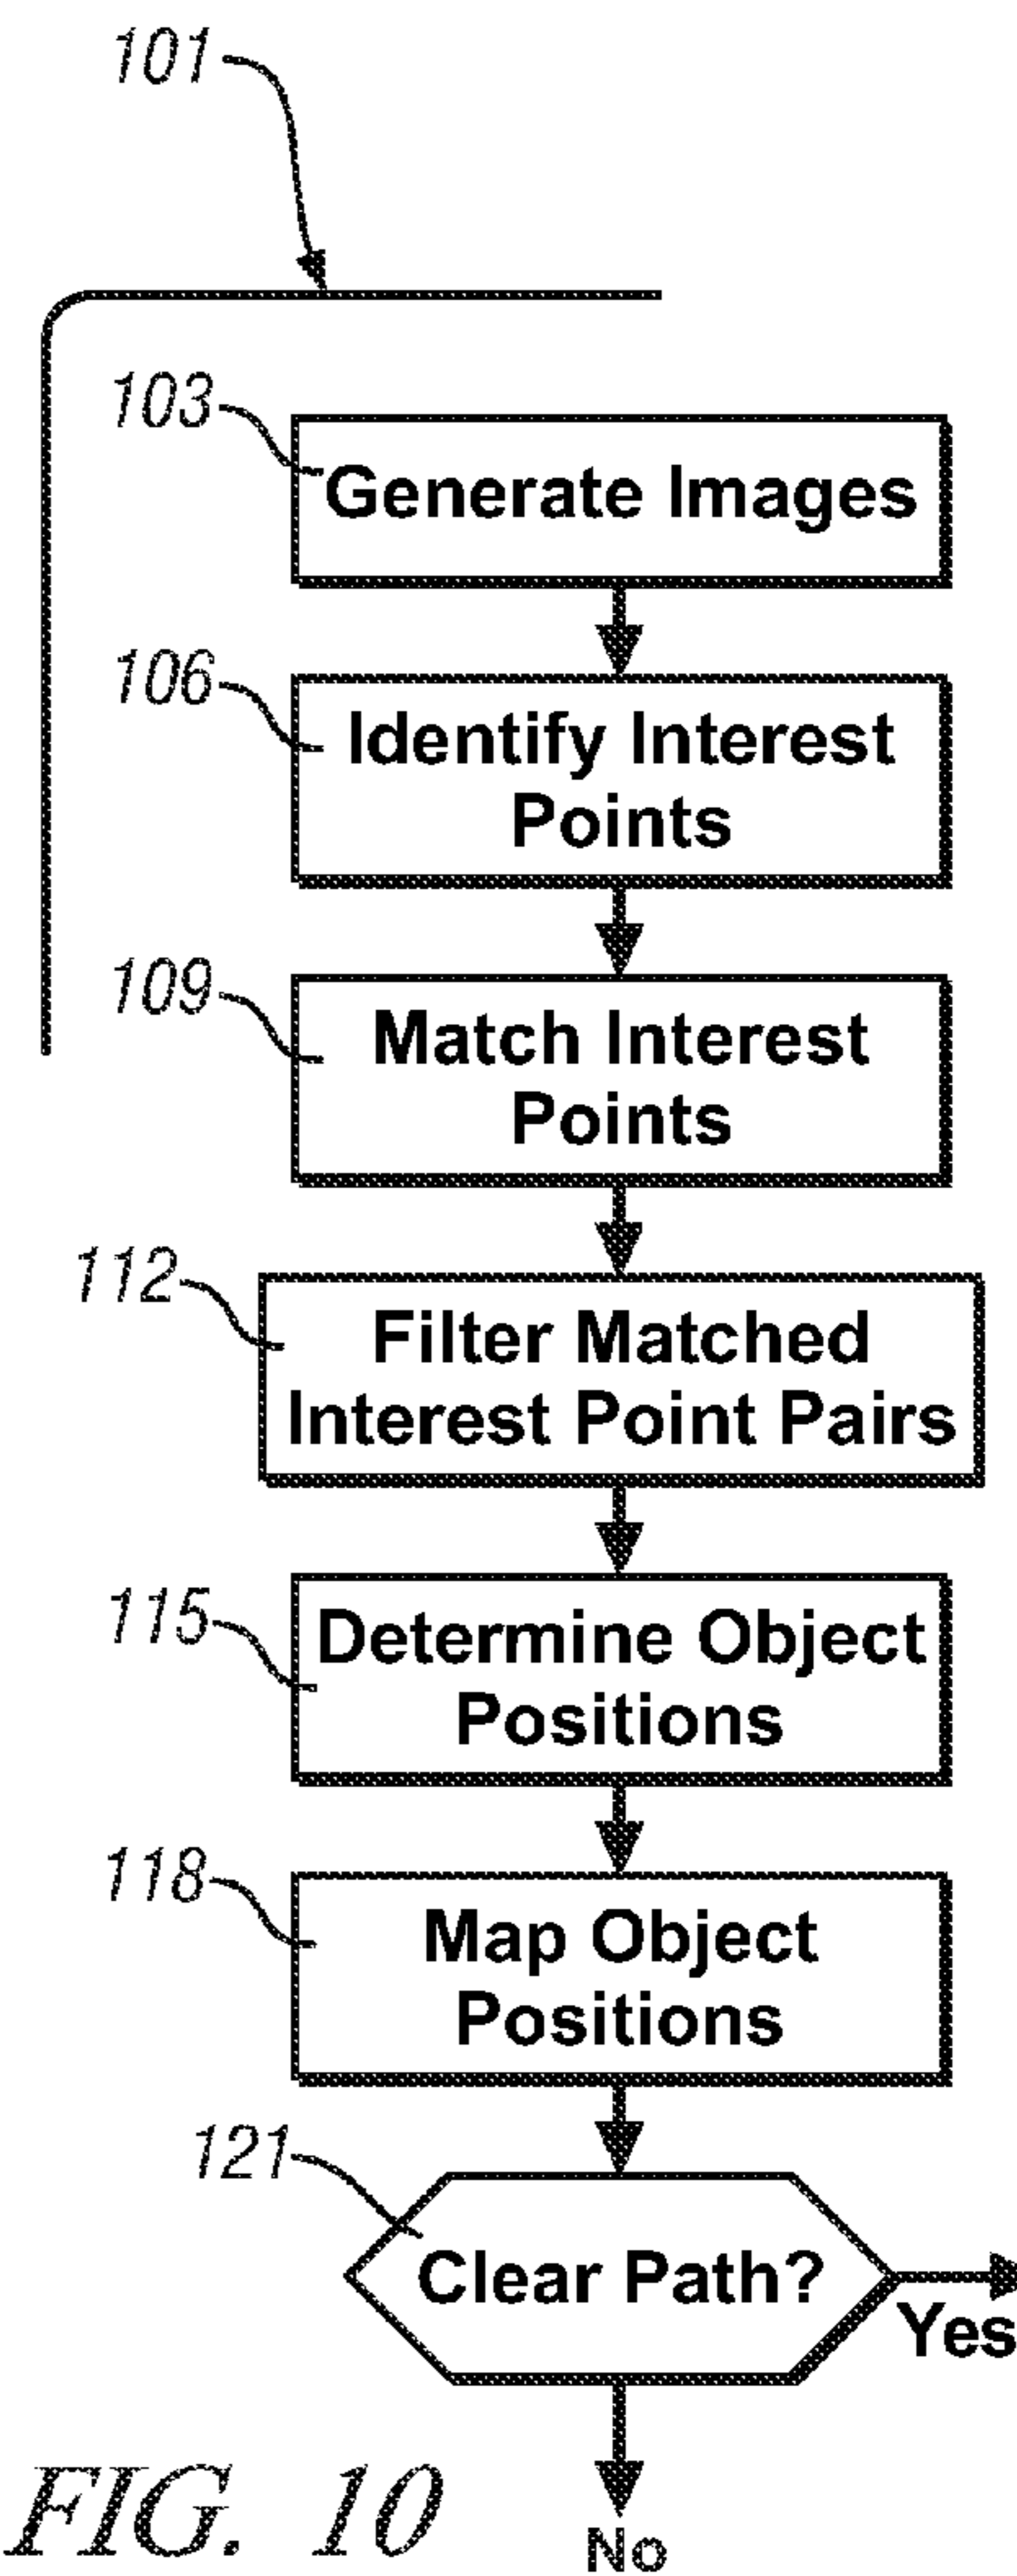 101
103
Generate Images
106
Identify Interest
Points
109
Match Interest
Points
112
Filter Matched
Interest Point Pairs
115
Determine Object
Positions
118
Map Object
Positions
121
Clear Path?
Yes
No
FIG. 10